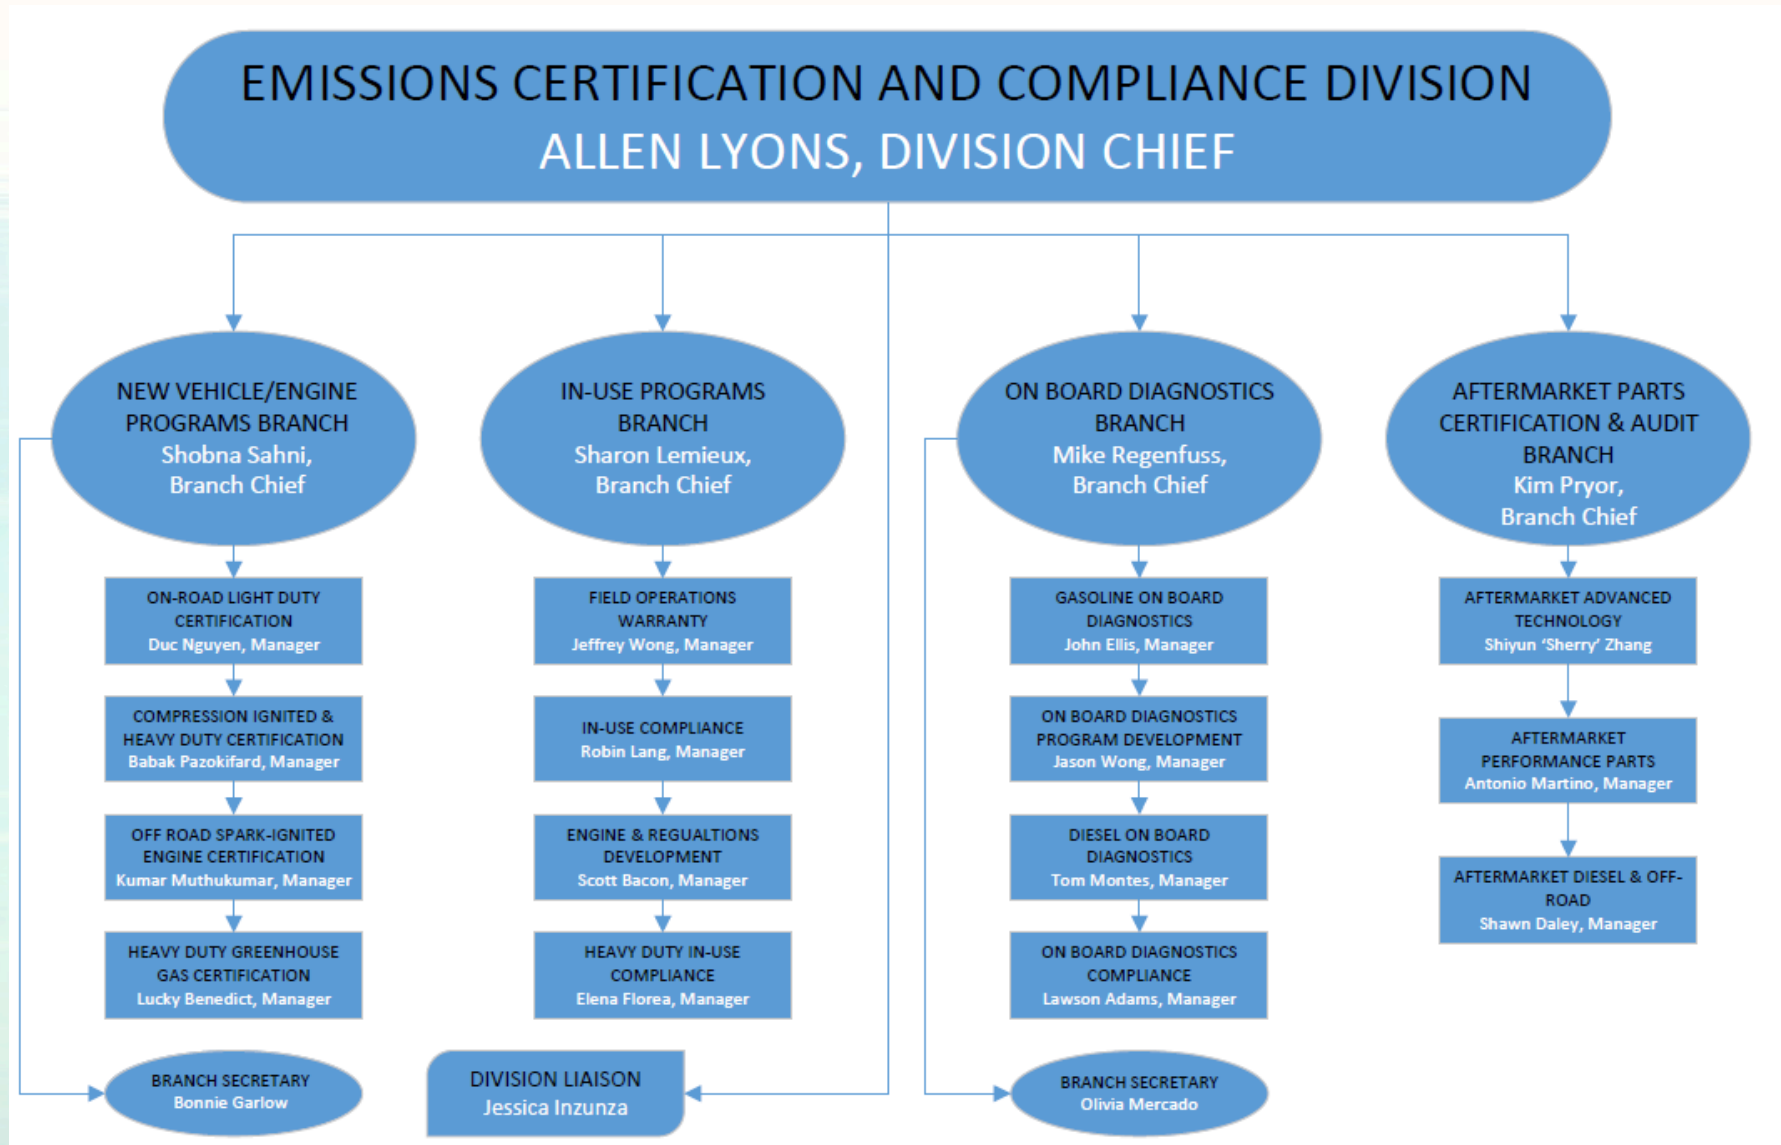 EMISSIONS CERTIFICATION AND COMPLIANCE DIVISION
ALLEN LYONS, DIVISION CHIEF
NEW VEHICLE/ENGINE
PROGRAMS BRANCH
Shobna Sahni,
Branch Chief
ON-ROAD LIGHT DUTY
CERTIFICATION
Duc Nguyen, Manager
COMPRESSION IGNITED &
HEAVY DUTY CERTIFICATION
Babak Pazokifard, Manager
OFF ROAD SPARK-IGNITED
ENGINE CERTIFICATION
Kumar Muthukumar, Manager
HEAVY DUTY GREENHOUSE
GAS CERTIFICATION
Lucky Benedict, Manager
BRANCH SECRETARY
Bonnie Garlow
IN-USE PROGRAMS
BRANCH
Sharon Lemieux,
Branch Chief
FIELD OPERATIONS
WARRANTY
Jeffrey Wong, Manager
IN-USE COMPLIANCE
Robin Lang, Manager
ENGINE & REGUALTIONS
DEVELOPMENT
Scott Bacon, Manager
HEAVY DUTY IN-USE
COMPLIANCE
Elena Florea, Manager
DIVISION LIAISON
Jessica Inzunza
ON BOARD DIAGNOSTICS
BRANCH
Mike Regenfuss,
Branch Chief
GASOLINE ON BOARD
DIAGNOSTICS
John Ellis, Manager
ON BOARD DIAGNOSTICS
PROGRAM DEVELOPMENT
Jason Wong, Manager
DIESEL ON BOARD
DIAGNOSTICS
Tom Montes, Manager
ON BOARD DIAGNOSTICS
COMPLIANCE
Lawson Adams, Manager
BRANCH SECRETARY
Olivia Mercado
AFTERMARKET PARTS
CERTIFICATION & AUDIT
BRANCH
Kim Pryor,
Branch Chief
AFTERMARKET ADVANCED
TECHNOLOGY
Shiyun ‘Sherry’ Zhang
AFTERMARKET
PERFORMANCE PARTS
Antonio Martino, Manager
AFTERMARKET DIESEL & OFF-
ROAD
Shawn Daley, Manager